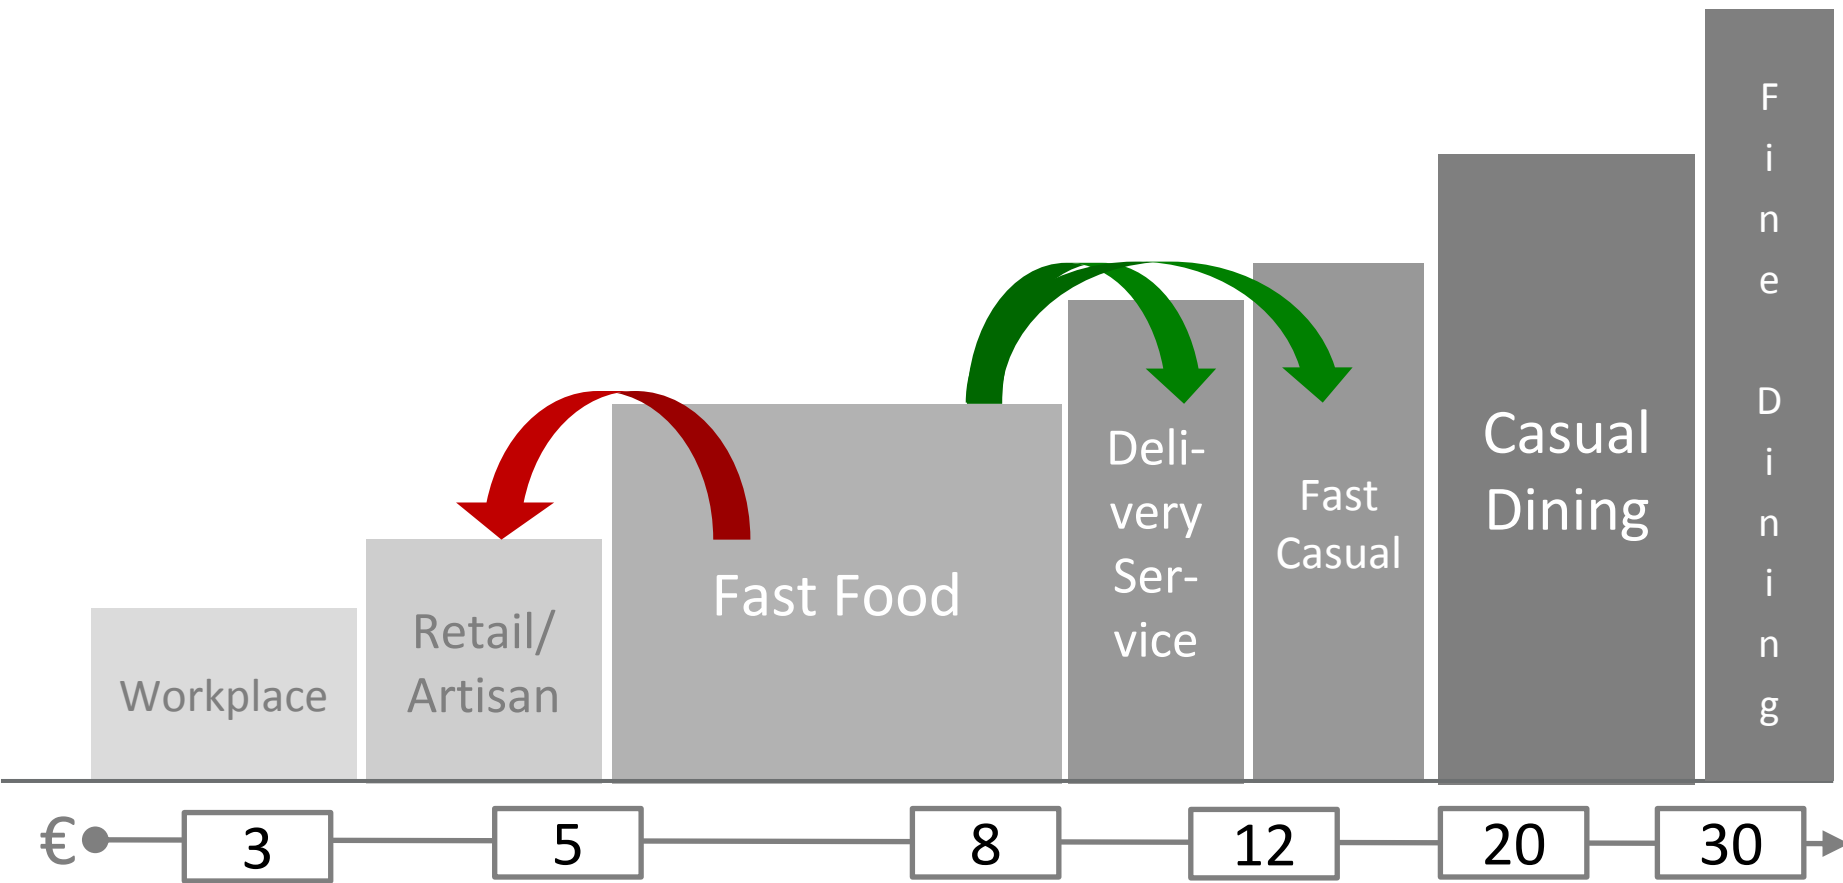 Workplace
Retail/
Artisan
Fast Food
Deli-
very
Ser-
vice
Fast
Casual
Casual
Dining
F
i
n
e
D
i
n
i
n
g
€ 3 5 8 12 20 30